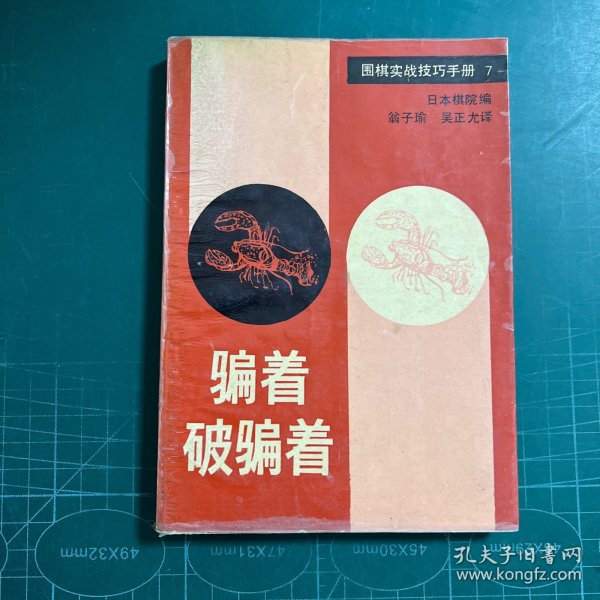 围棋实战技巧手册 7
日本棋院编
翁子瑜 吴正尤译
骗着
破骗着
49X32mm
47X31mm
45X30mm
孔夫子旧书网
www.kongfz.com